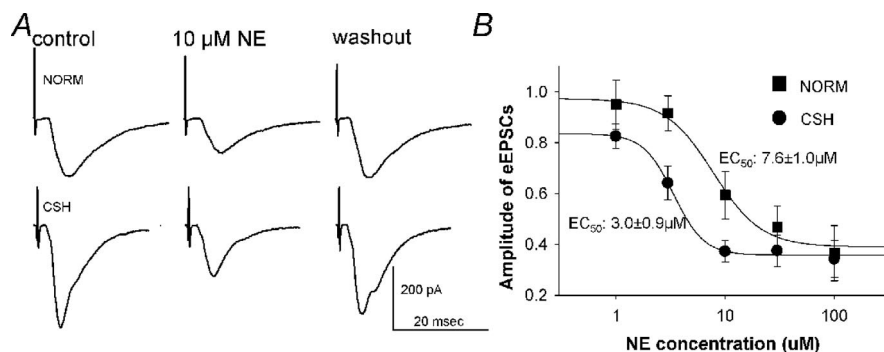 A
control
10 µM NE
washout
NORM
CSH
200 pA
20 msec
B
Amplitude of eEPSCs
1.0
0.8
0.6
0.4
0.2
NORM
CSH
EC50: 7.6±1.0µM
EC50: 3.0±0.9µM
1
10
100
NE concentration (uM)